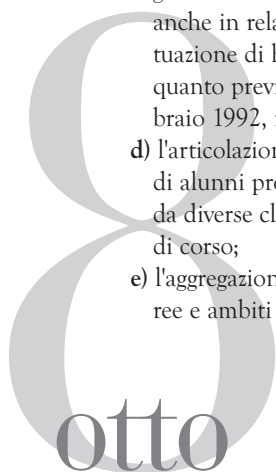 anche in rela
tuazione di h
quanto previ
braio 1992,
d) l'articolazion
di alunni pro
da diverse cl
di corso;
e) l'aggregazion
ree e ambiti
8
otto